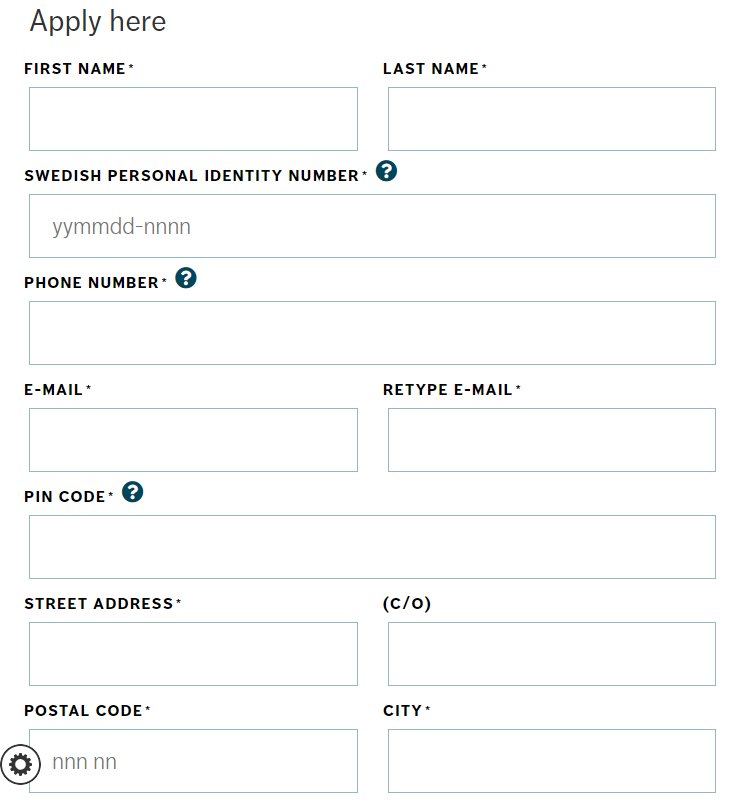 Apply here
FIRST NAME* LAST NAME*
SWEDISH PERSONAL IDENTITY NUMBER* ?
yymmdd-nnnn
PHONE NUMBER* ?
E-MAIL* RETYPE E-MAIL*
PIN CODE* ?
STREET ADDRESS* (C/O)
POSTAL CODE* CITY*
nnn nn